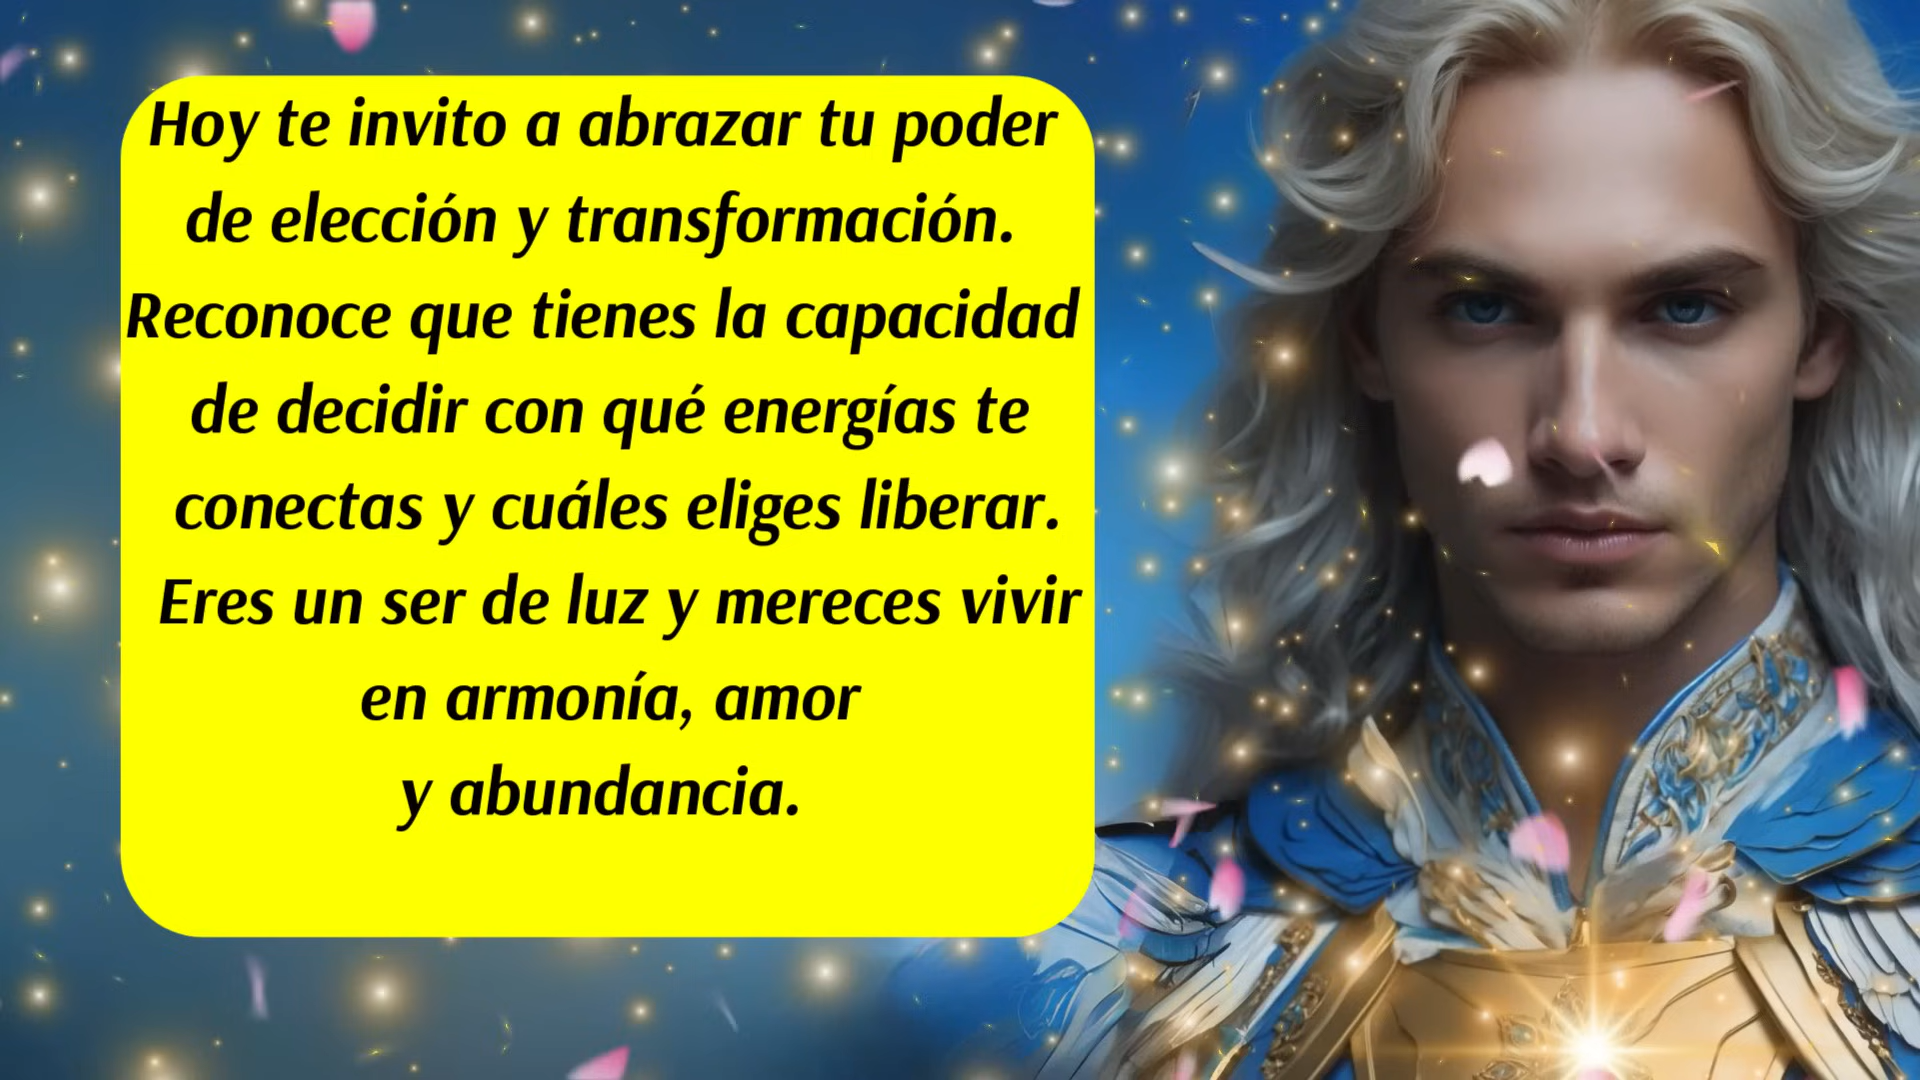 Hoy te invito a abrazar tu poder
de elección y transformación.
Reconoce que tienes la capacidad
de decidir con qué energías te
conectas y cuáles eliges liberar.
Eres un ser de luz y mereces vivir
en armonía, amor
y abundancia.